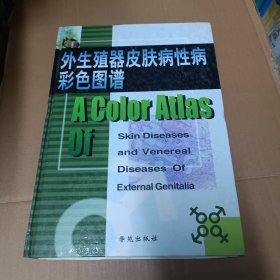 外生殖器皮肤病性病
彩色图谱
A Color Atlas
Of
Skin Diseases
and Venereal
Diseases Of
External Genitalia
学苑出版社